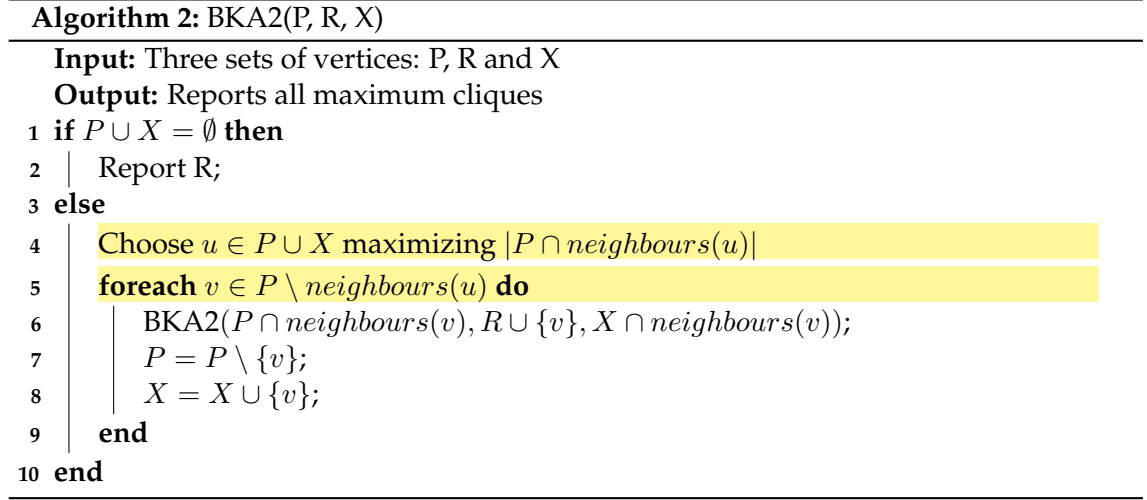 Algorithm 2: BKA2(P, R, X)
Input: Three sets of vertices: P, R and X
Output: Reports all maximum cliques
1 if P ∪ X = ∅ then
2 Report R;
3 else
4 Choose u ∈ P ∪ X maximizing |P ∩ neighbours(u)|
5 foreach v ∈ P \ neighbours(u) do
6 BKA2(P ∩ neighbours(v), R ∪ {v}, X ∩ neighbours(v));
7 P = P \ {v};
8 X = X ∪ {v};
9 end
10 end